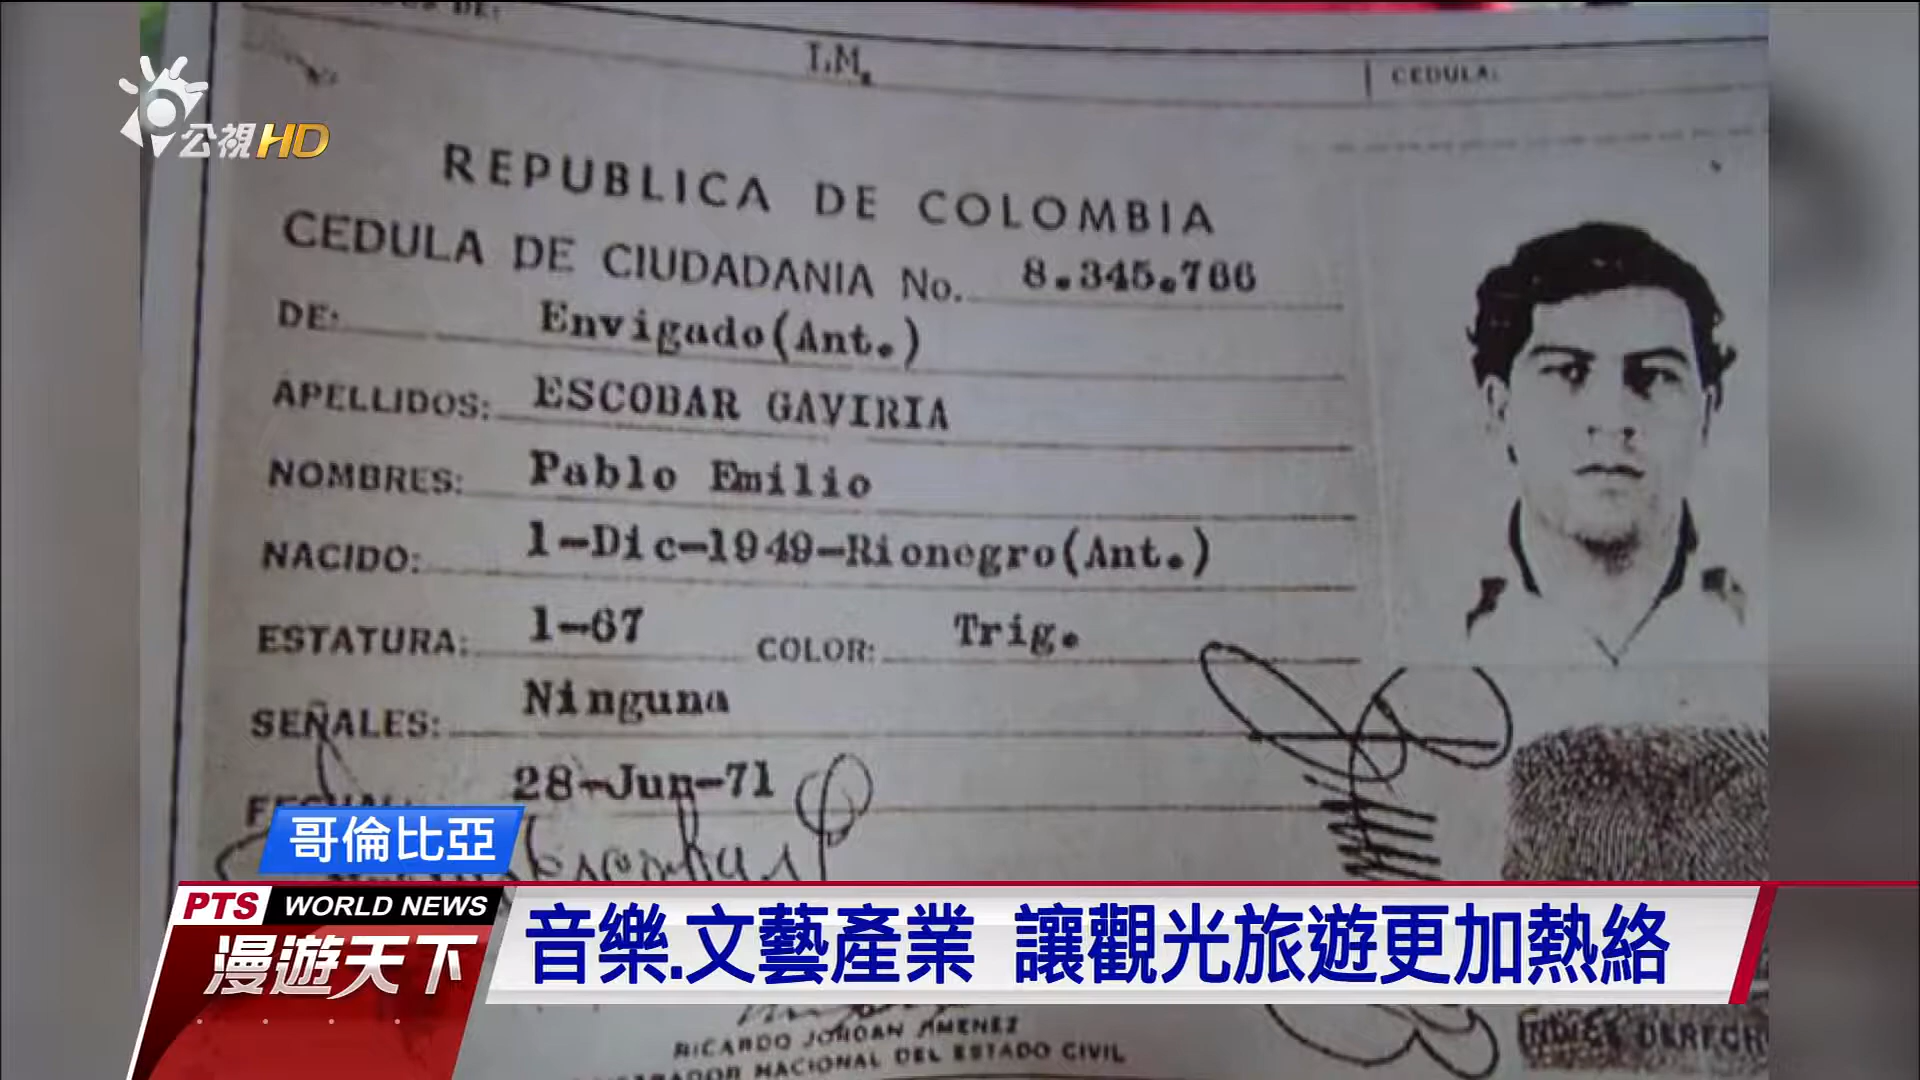 DE:
I.M.
CEDULA:
公視HD
REPUBLICA DE COLOMBIA
CEDULA DE CIUDADANIA No. 8.345.766
DE: Envigado(Ant.)
APELLIDOS: ESCOBAR GAVIRIA
NOMBRES: Pablo Emilio
NACIDO: 1-Dic-1949-Rionegro(Ant.)
ESTATURA: 1-67 COLOR: Trig.
SEÑALES: Ninguna
28-Jun-71
哥倫比亞
PTS WORLD NEWS
漫遊天下
音樂.文藝產業 讓觀光旅遊更加熱絡
RICARDO JORDAN JIMENEZ
NACIONAL DEL ESTADO CIVIL
INDICE DERECH